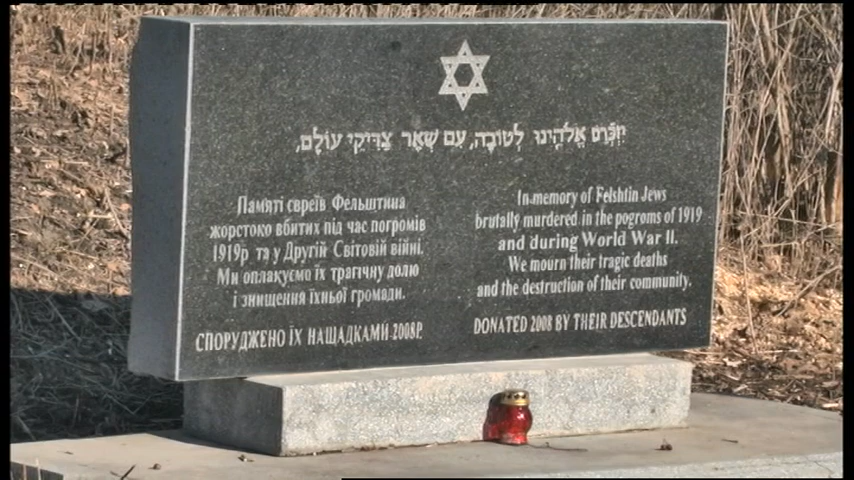 יִזְכְּרֵם אֱלֹהֵינוּ לְטוֹבָה, עִם שְׁאָר צַדִּיקֵי עוֹלָם,
Памяті євреїв Фельштина
жорстоко вбитих під час погромів
1919р та у Другій Світовій війні.
Ми оплакуємо їх трагічну долю
і знищення їхньої громади.
СПОРУДЖЕНО ЇХ НАЩАДКАМИ 2008Р.
In memory of Felshtin Jews
brutally murdered in the pogroms of 1919
and during World War II.
We mourn their tragic deaths
and the destruction of their community.
DONATED 2008 BY THEIR DESCENDANTS